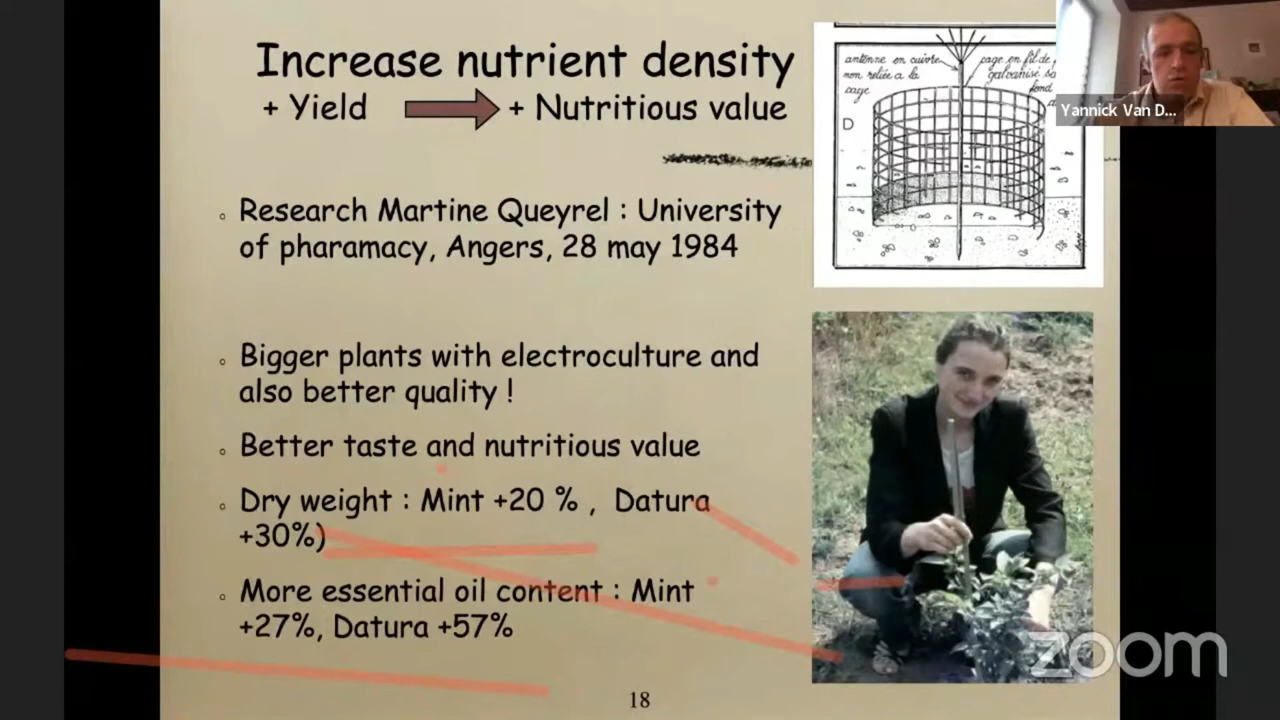 Increase nutrient density
+ Yield + Nutritious value
antenne en cuivre
non reliée a la
cage
cage en fil de
galvanisé sa
fond
D
Yannick Van D...
Research Martine Queyrel : University
of pharamacy, Angers, 28 may 1984
Bigger plants with electroculture and
also better quality !
Better taste and nutritious value
Dry weight : Mint +20 % , Datura
+30%)
More essential oil content : Mint
+27%, Datura +57%
zoom
18